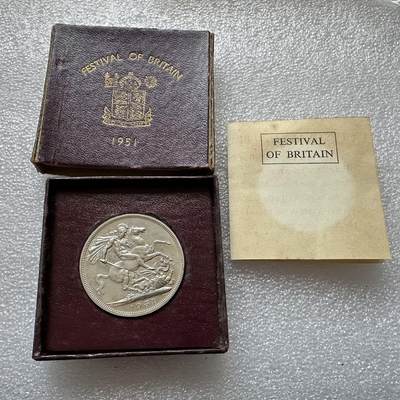 FESTIVAL OF BRITAIN
1951
FESTIVAL
OF BRITAIN